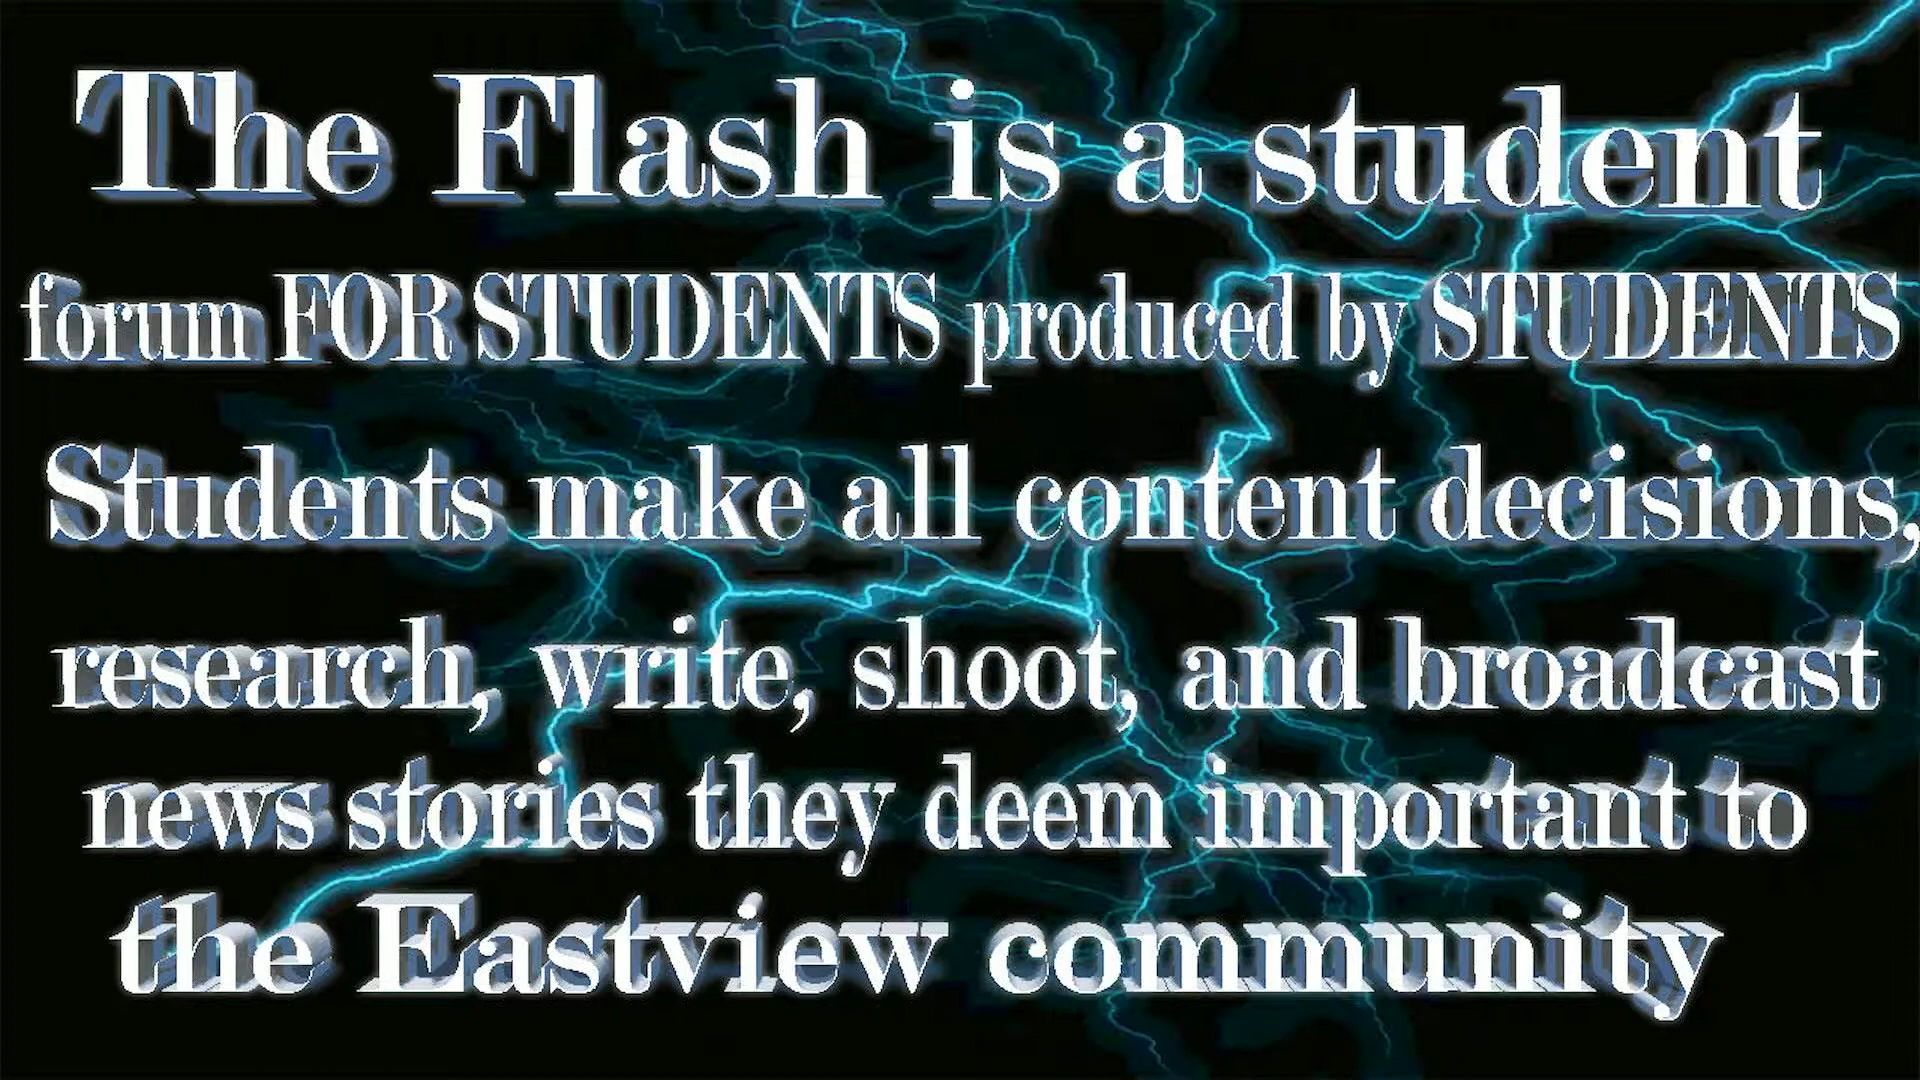 The Flash is a student
forum FOR STUDENTS produced by STUDENTS
Students make all content decisions,
research, write, shoot, and broadcast
news stories they deem important to
the Eastview community